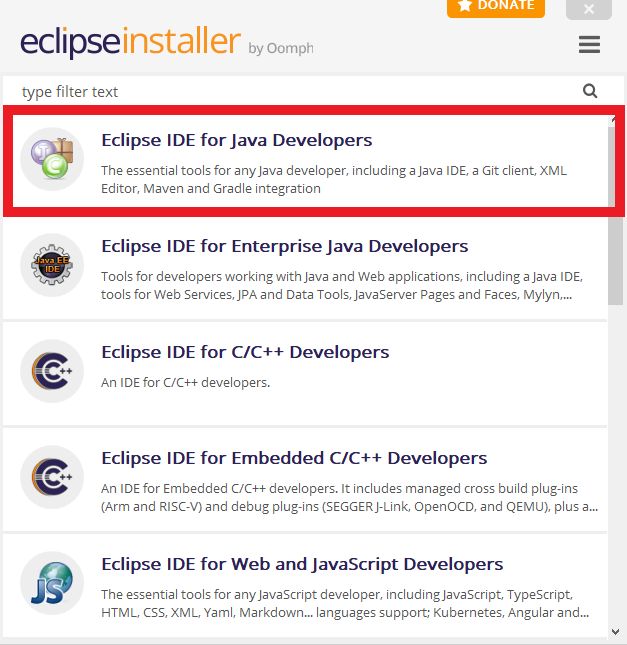 DONATE
eclipseinstaller by Oomph
type filter text
Eclipse IDE for Java Developers
The essential tools for any Java developer, including a Java IDE, a Git client, XML
Editor, Maven and Gradle integration
Java EE
IDE
Eclipse IDE for Enterprise Java Developers
Tools for developers working with Java and Web applications, including a Java IDE,
tools for Web Services, JPA and Data Tools, JavaServer Pages and Faces, Mylyn,...
C++
Eclipse IDE for C/C++ Developers
An IDE for C/C++ developers.
C++
Eclipse IDE for Embedded C/C++ Developers
An IDE for Embedded C/C++ developers. It includes managed cross build plug-ins
(Arm and RISC-V) and debug plug-ins (SEGGER J-Link, OpenOCD, and QEMU), plus a...
JS
Eclipse IDE for Web and JavaScript Developers
The essential tools for any JavaScript developer, including JavaScript, TypeScript,
HTML, CSS, XML, Yaml, Markdown... languages support; Kubernetes, Angular and...